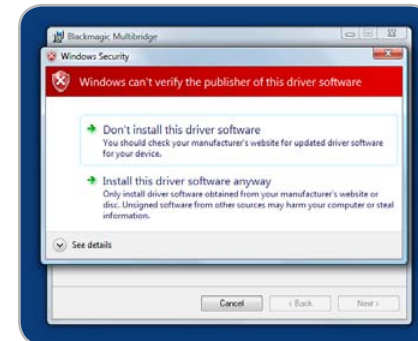 Blackmagic Multibridge
Windows Security
Windows can't verify the publisher of this driver software
Don't install this driver software
You should check your manufacturer's website for updated driver software
for your device.
Install this driver software anyway
Only install driver software obtained from your manufacturer's website or
disc. Unsigned software from other sources may harm your computer or steal
information.
See details
Cancel
< Back
Next >